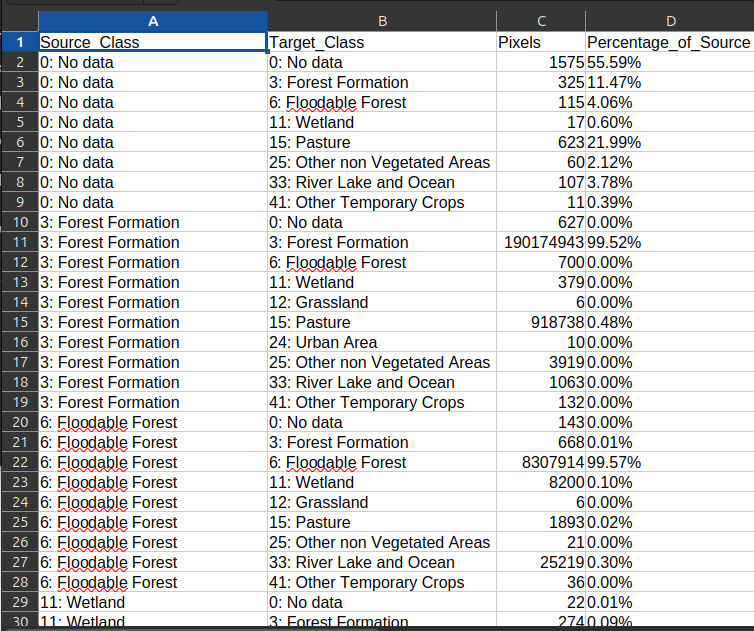 A B C D
1 Source_Class Target_Class Pixels Percentage_of_Source
2 0: No data 0: No data 1575 55.59%
3 0: No data 3: Forest Formation 325 11.47%
4 0: No data 6: Floodable Forest 115 4.06%
5 0: No data 11: Wetland 17 0.60%
6 0: No data 15: Pasture 623 21.99%
7 0: No data 25: Other non Vegetated Areas 60 2.12%
8 0: No data 33: River Lake and Ocean 107 3.78%
9 0: No data 41: Other Temporary Crops 11 0.39%
10 3: Forest Formation 0: No data 627 0.00%
11 3: Forest Formation 3: Forest Formation 190174943 99.52%
12 3: Forest Formation 6: Floodable Forest 700 0.00%
13 3: Forest Formation 11: Wetland 379 0.00%
14 3: Forest Formation 12: Grassland 6 0.00%
15 3: Forest Formation 15: Pasture 918738 0.48%
16 3: Forest Formation 24: Urban Area 10 0.00%
17 3: Forest Formation 25: Other non Vegetated Areas 3919 0.00%
18 3: Forest Formation 33: River Lake and Ocean 1063 0.00%
19 3: Forest Formation 41: Other Temporary Crops 132 0.00%
20 6: Floodable Forest 0: No data 143 0.00%
21 6: Floodable Forest 3: Forest Formation 668 0.01%
22 6: Floodable Forest 6: Floodable Forest 8307914 99.57%
23 6: Floodable Forest 11: Wetland 8200 0.10%
24 6: Floodable Forest 12: Grassland 6 0.00%
25 6: Floodable Forest 15: Pasture 1893 0.02%
26 6: Floodable Forest 25: Other non Vegetated Areas 21 0.00%
27 6: Floodable Forest 33: River Lake and Ocean 25219 0.30%
28 6: Floodable Forest 41: Other Temporary Crops 36 0.00%
29 11: Wetland 0: No data 22 0.01%
30 11: Wetland 3: Forest Formation 274 0.09%